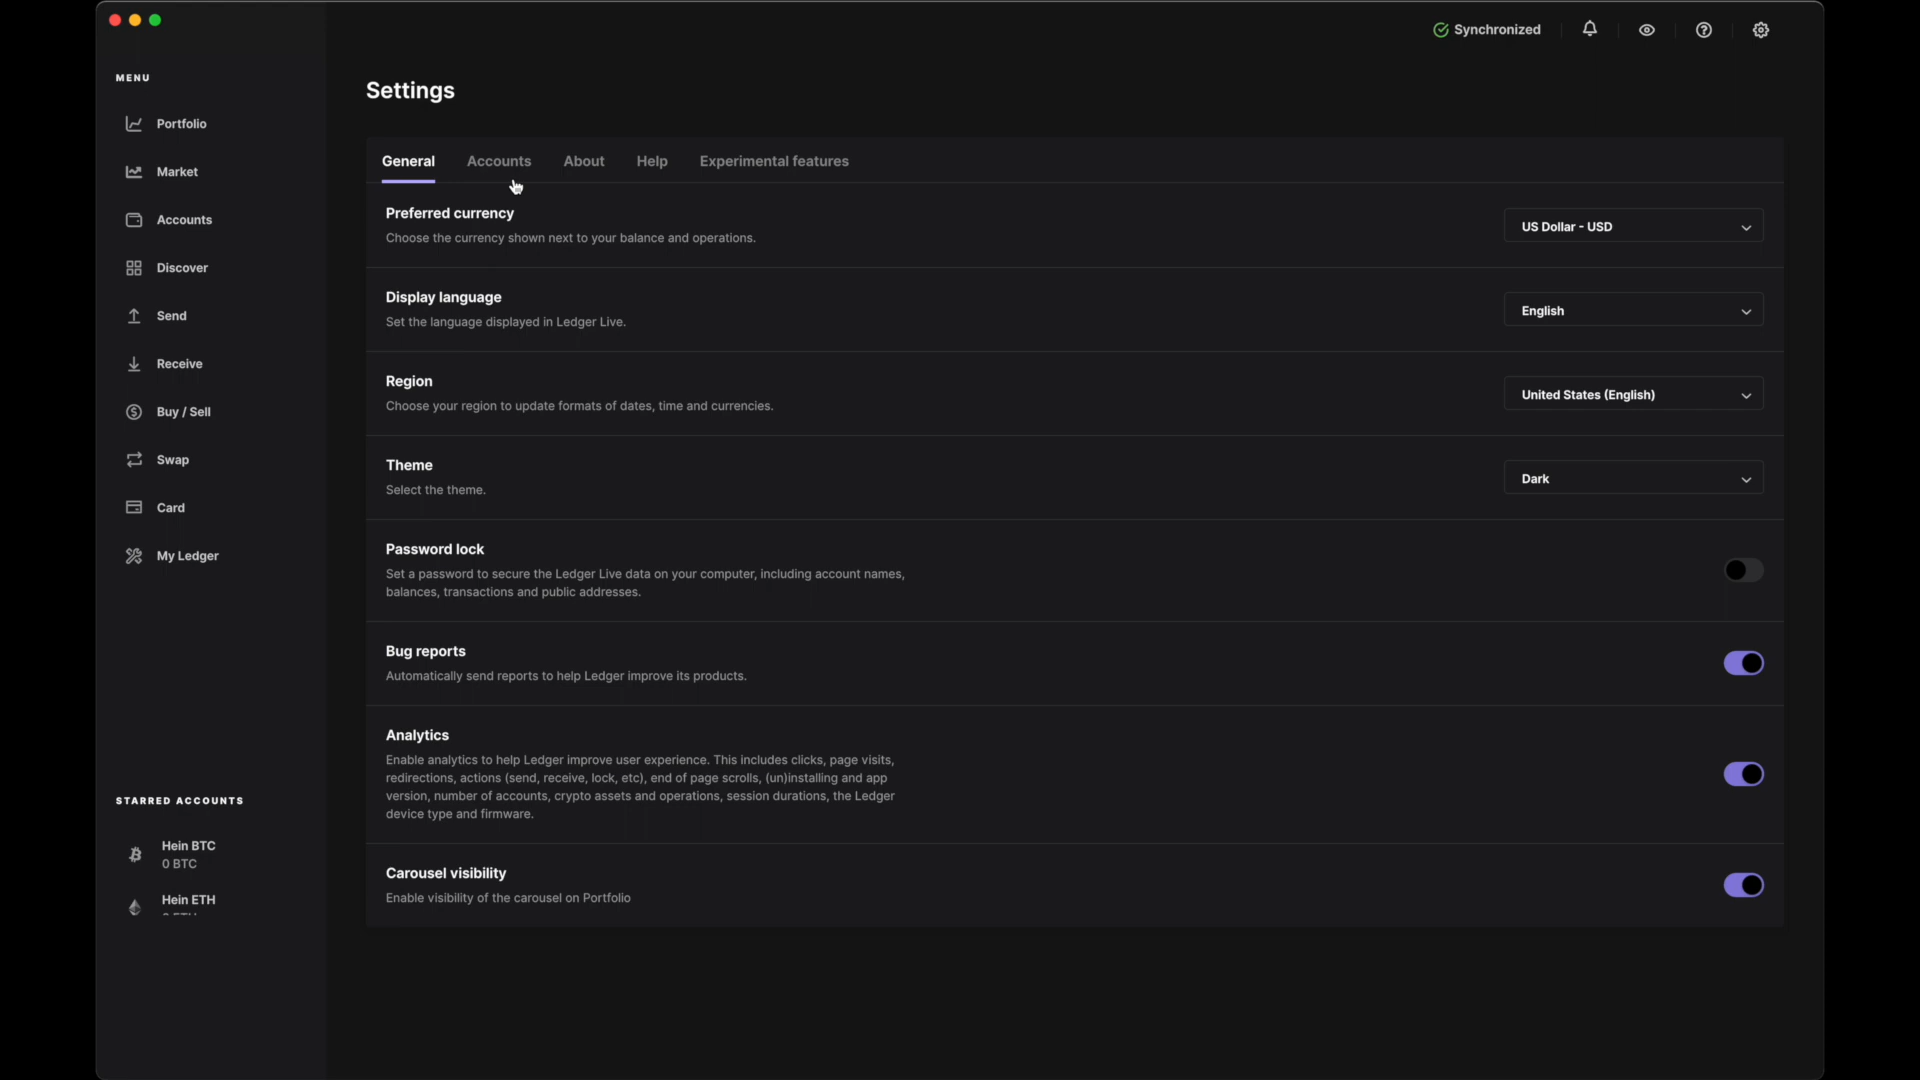 MENU
Portfolio
Market
Accounts
Discover
Send
Receive
Buy / Sell
Swap
Card
My Ledger
STARRED ACCOUNTS
Hein BTC
0 BTC
Hein ETH
Synchronized
Settings
General
Accounts
About
Help
Experimental features
Preferred currency
Choose the currency shown next to your balance and operations.
US Dollar - USD
Display language
Set the language displayed in Ledger Live.
English
Region
Choose your region to update formats of dates, time and currencies.
United States (English)
Theme
Select the theme.
Dark
Password lock
Set a password to secure the Ledger Live data on your computer, including account names,
balances, transactions and public addresses.
Bug reports
Automatically send reports to help Ledger improve its products.
Analytics
Enable analytics to help Ledger improve user experience. This includes clicks, page visits,
redirections, actions (send, receive, lock, etc), end of page scrolls, (un)installing and app
version, number of accounts, crypto assets and operations, session durations, the Ledger
device type and firmware.
Carousel visibility
Enable visibility of the carousel on Portfolio